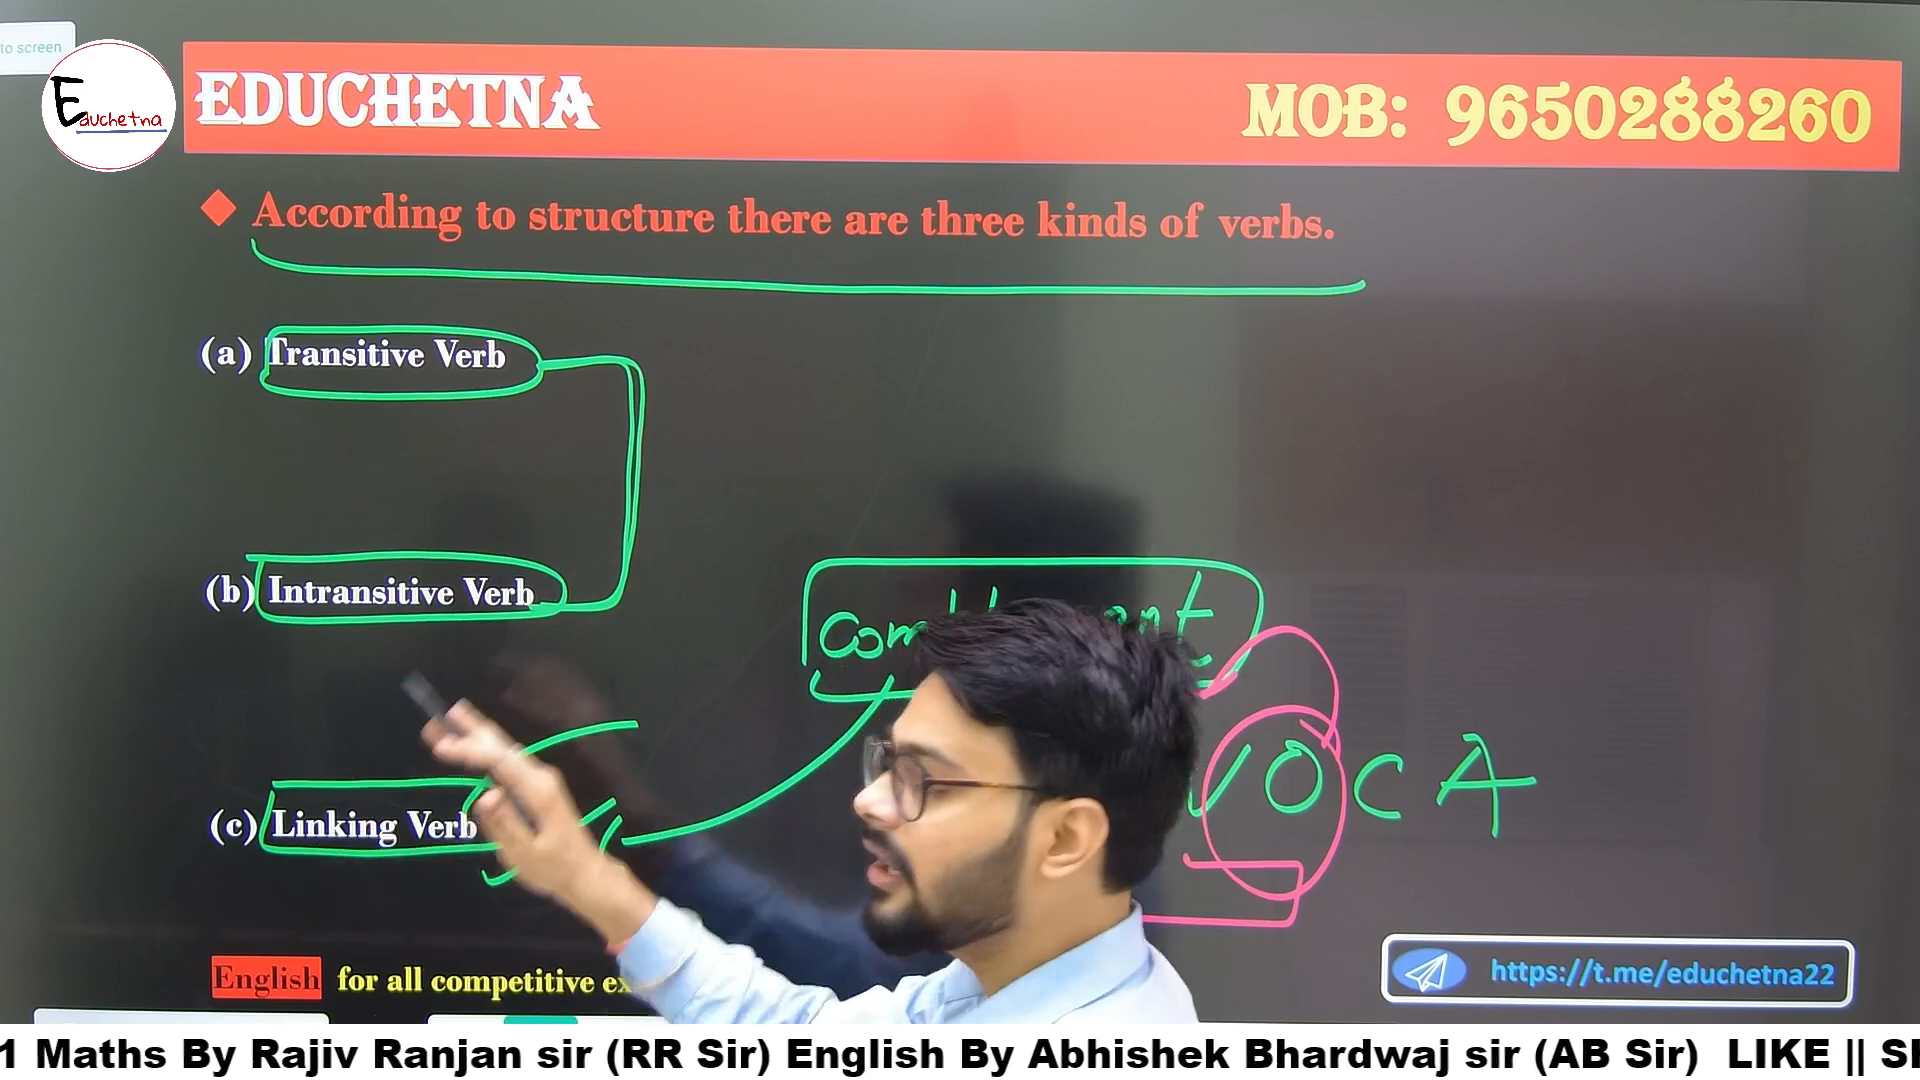 to screen
Educhetna
EDUCHETNA
MOB: 9650288260
According to structure there are three kinds of verbs.
(a) Transitive Verb
(b) Intransitive Verb
(c) Linking Verb
V O C A
English for all competitive
https://t.me/educhetna22
1 Maths By Rajiv Ranjan sir (RR Sir) English By Abhishek Bhardwaj sir (AB Sir) LIKE ||